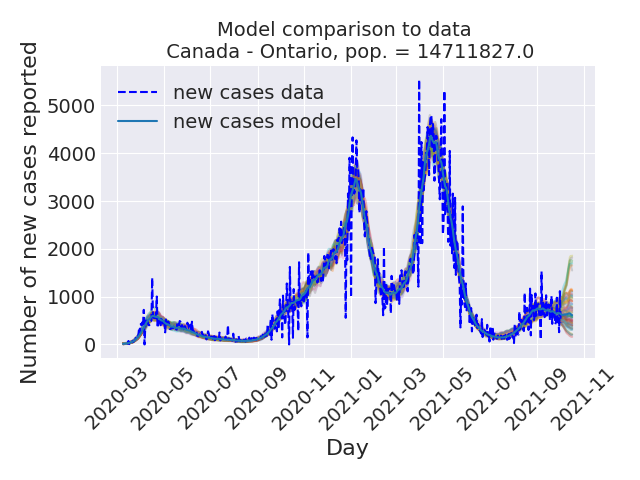 Model comparison to data
Canada - Ontario, pop. = 14711827.0
Number of new cases reported
5000
4000
3000
2000
1000
0
new cases data
new cases model
2020-03
2020-05
2020-07
2020-09
2020-11
2021-01
2021-03
2021-05
2021-07
2021-09
2021-11
Day